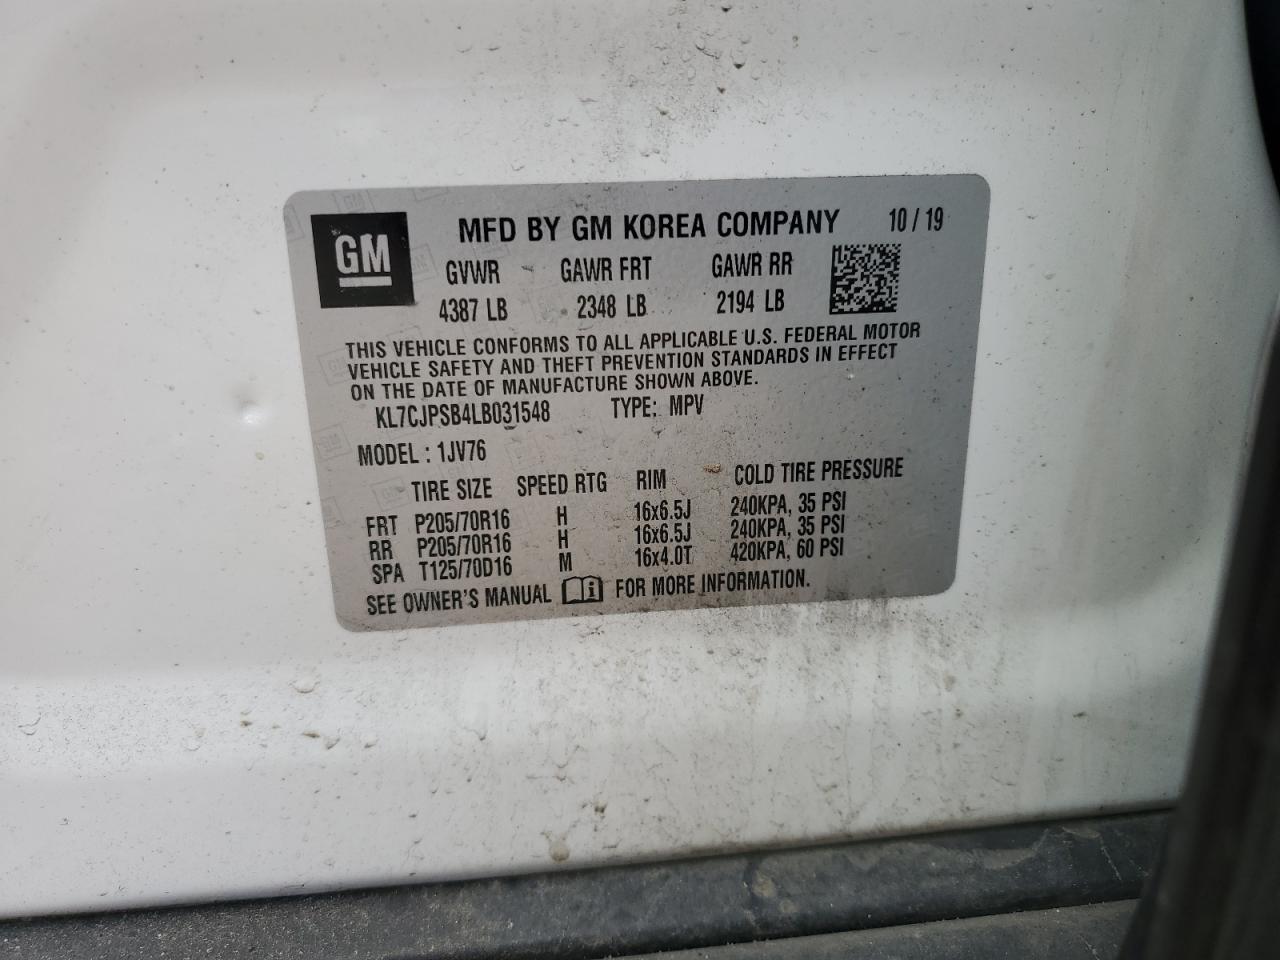 GM
MFD BY GM KOREA COMPANY 10 / 19
GVWR GAWR FRT GAWR RR
4387 LB 2348 LB 2194 LB
THIS VEHICLE CONFORMS TO ALL APPLICABLE U.S. FEDERAL MOTOR
VEHICLE SAFETY AND THEFT PREVENTION STANDARDS IN EFFECT
ON THE DATE OF MANUFACTURE SHOWN ABOVE.
KL7CJPSB4LB031548 TYPE: MPV
MODEL : 1JV76
TIRE SIZE SPEED RTG RIM COLD TIRE PRESSURE
FRT P205/70R16 H 16x6.5J 240KPA, 35 PSI
RR P205/70R16 H 16x6.5J 240KPA, 35 PSI
SPA T125/70D16 M 16x4.0T 420KPA, 60 PSI
SEE OWNER'S MANUAL FOR MORE INFORMATION.